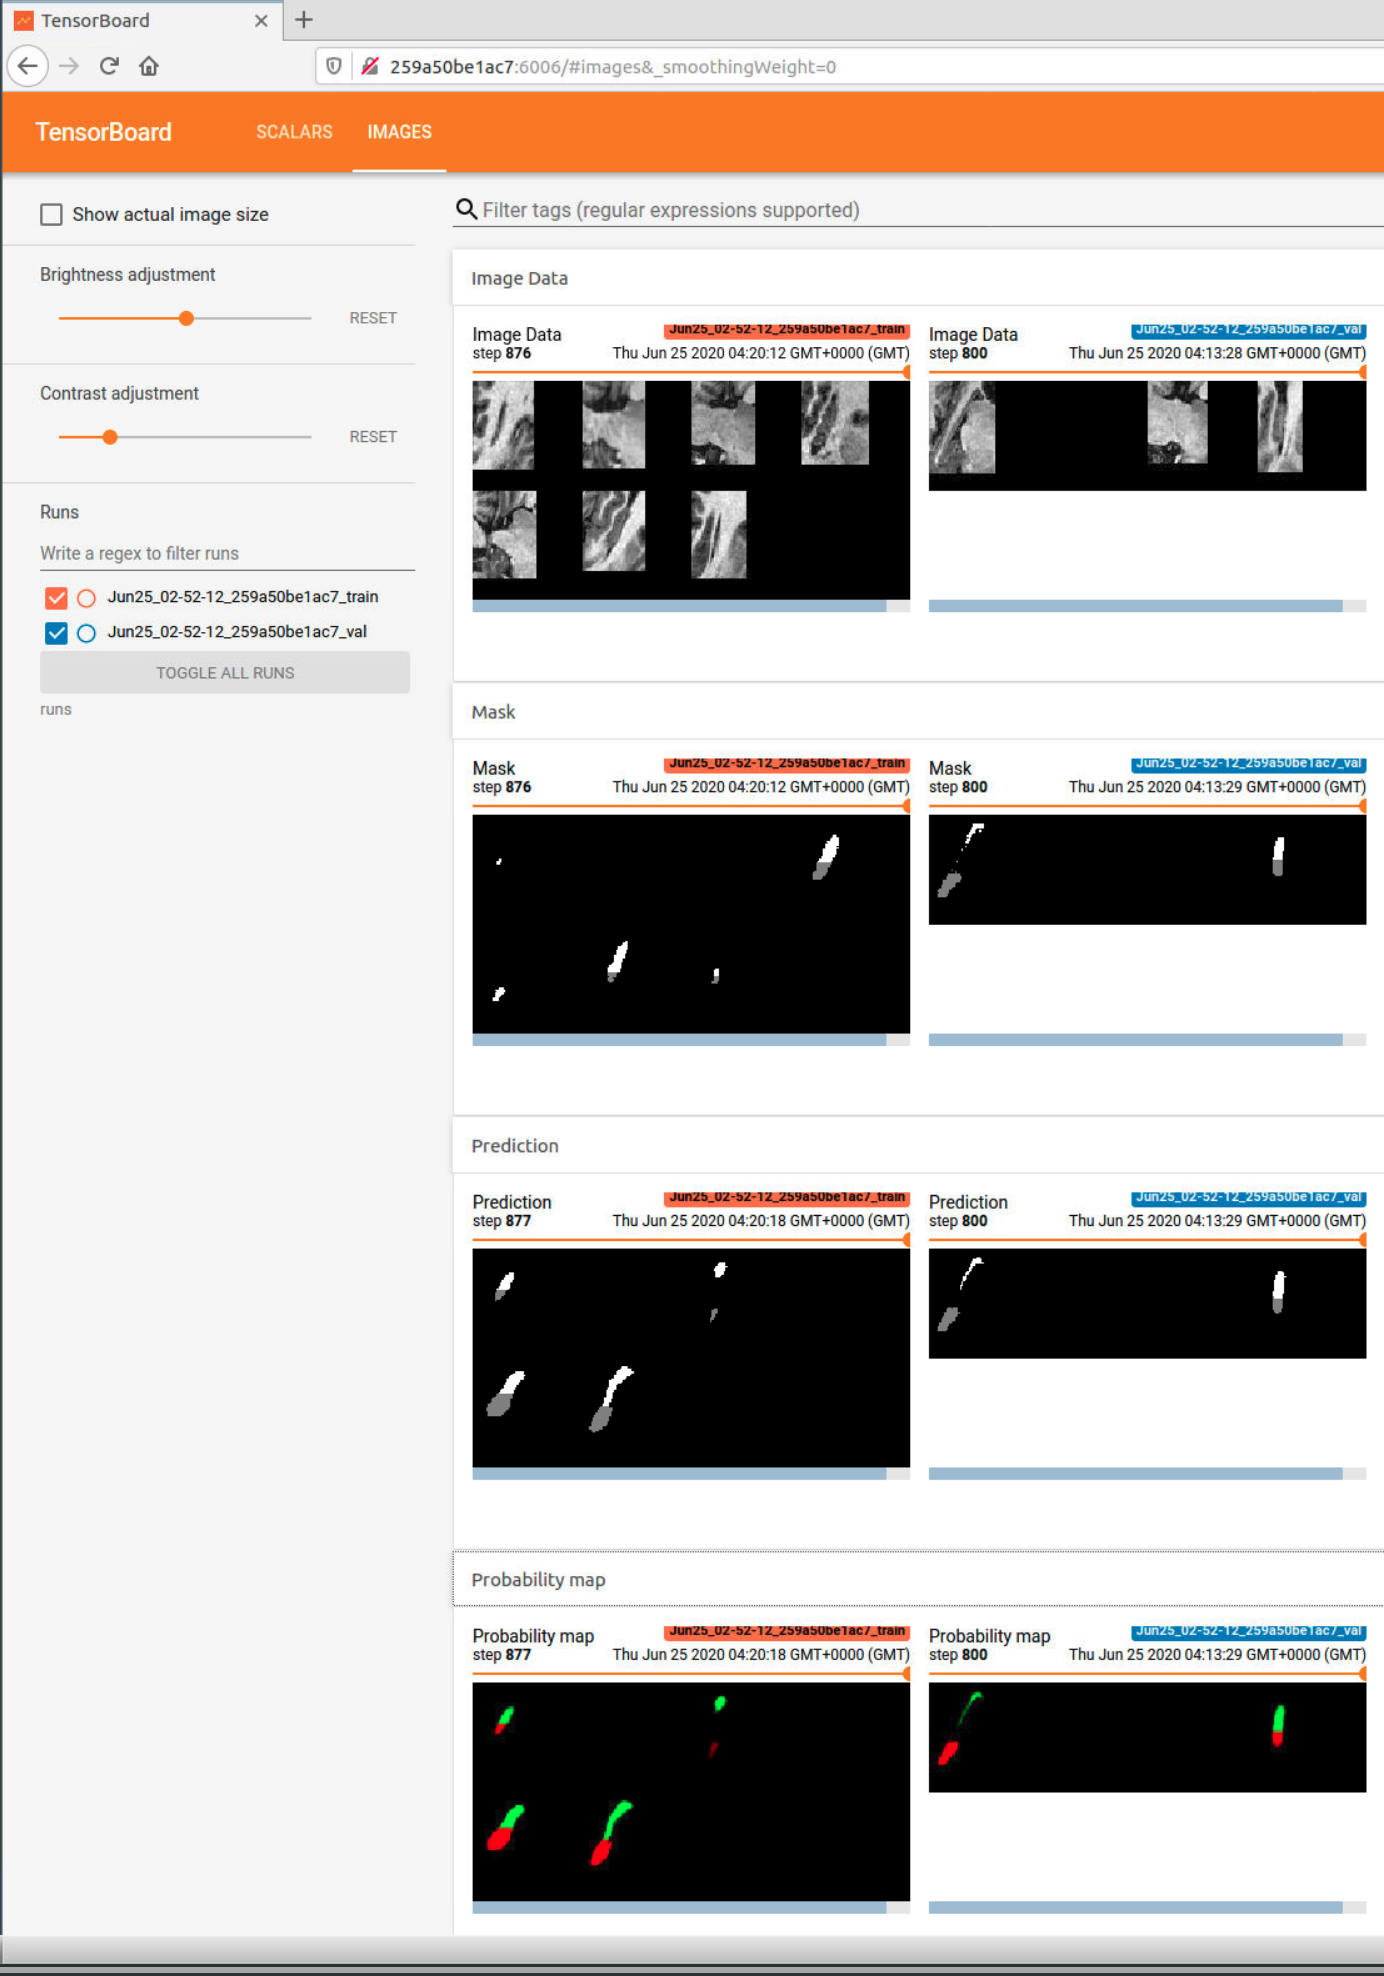 TensorBoard
259a50be1ac7:6006/#images&_smoothingWeight=0
TensorBoard SCALARS IMAGES
Show actual image size
Brightness adjustment
RESET
Contrast adjustment
RESET
Runs
Write a regex to filter runs
Jun25_02-52-12_259a50be1ac7_train
Jun25_02-52-12_259a50be1ac7_val
TOGGLE ALL RUNS
runs
Filter tags (regular expressions supported)
Image Data
Image Data Jun25_02-52-12_259a50be1ac7_train
step 876 Thu Jun 25 2020 04:20:12 GMT+0000 (GMT)
Image Data Jun25_02-52-12_259a50be1ac7_val
step 800 Thu Jun 25 2020 04:13:28 GMT+0000 (GMT)
Mask
Mask Jun25_02-52-12_259a50be1ac7_train
step 876 Thu Jun 25 2020 04:20:12 GMT+0000 (GMT)
Mask Jun25_02-52-12_259a50be1ac7_val
step 800 Thu Jun 25 2020 04:13:29 GMT+0000 (GMT)
Prediction
Prediction Jun25_02-52-12_259a50be1ac7_train
step 877 Thu Jun 25 2020 04:20:18 GMT+0000 (GMT)
Prediction Jun25_02-52-12_259a50be1ac7_val
step 800 Thu Jun 25 2020 04:13:29 GMT+0000 (GMT)
Probability map
Probability map Jun25_02-52-12_259a50be1ac7_train
step 877 Thu Jun 25 2020 04:20:18 GMT+0000 (GMT)
Probability map Jun25_02-52-12_259a50be1ac7_val
step 800 Thu Jun 25 2020 04:13:29 GMT+0000 (GMT)